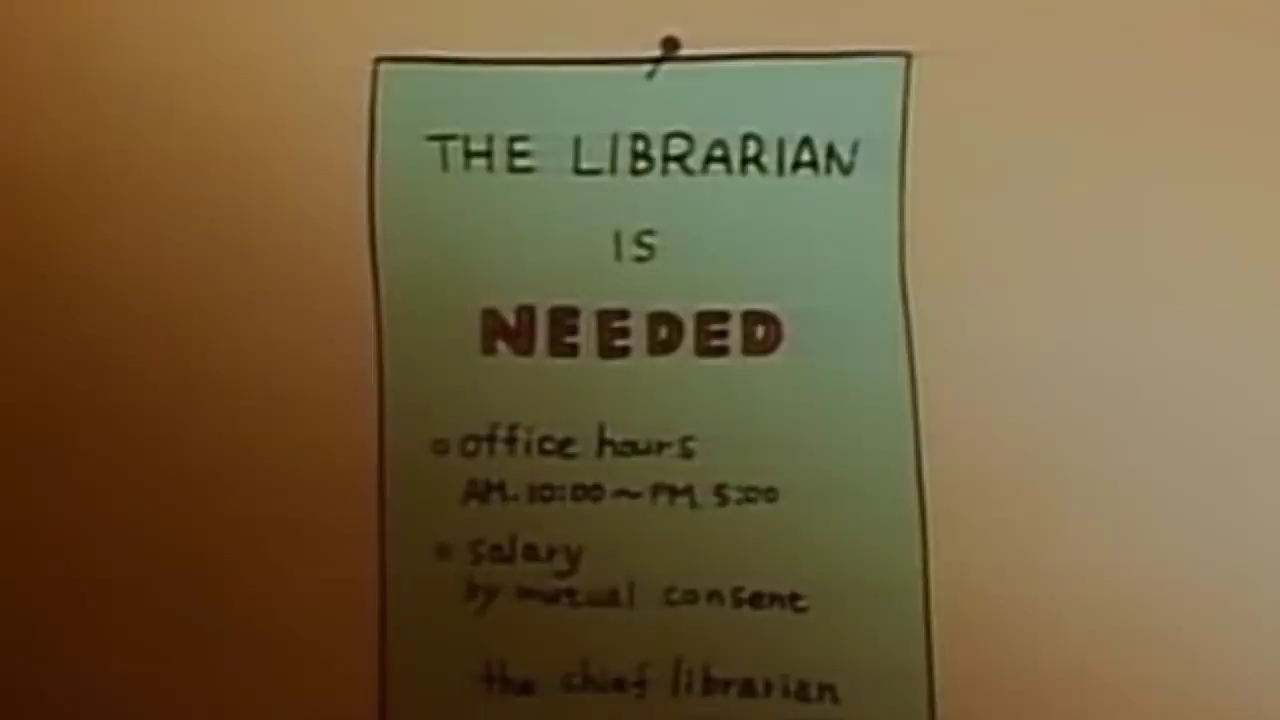 THE LIBRARIAN
IS
NEEDED
office hours
AM. 10:00~PM. 5:00
salary
by mutual consent
the chief librarian